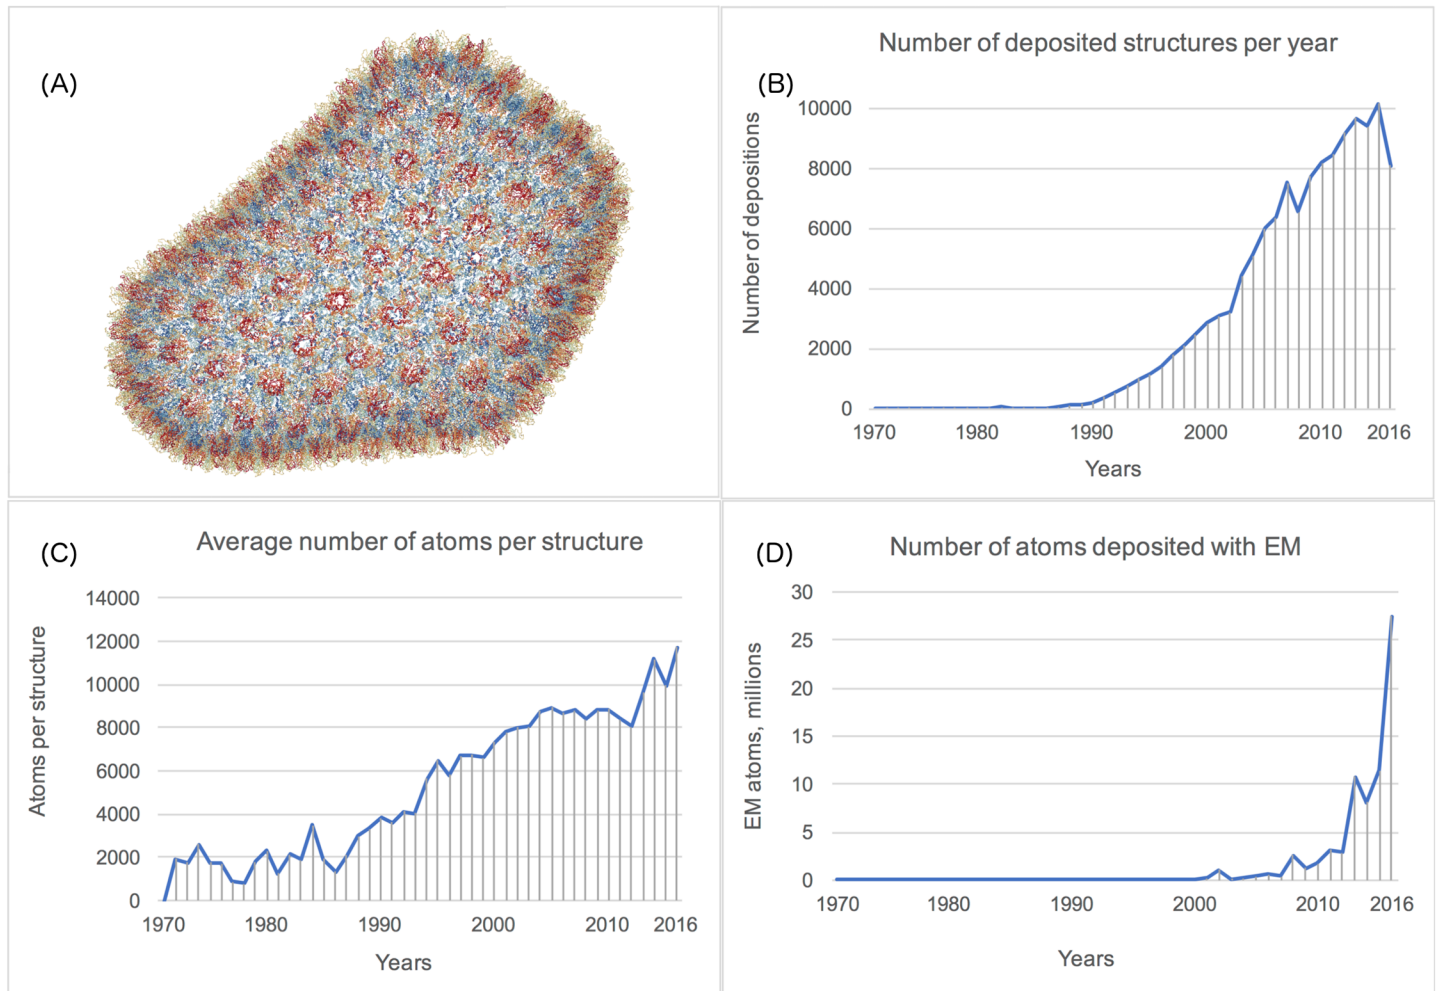 (A)
Number of deposited structures per year
(B)
Number of depositions
10000
8000
6000
4000
2000
0
1970 1980 1990 2000 2010 2016
Years
Average number of atoms per structure
(C)
Atoms per structure
14000
12000
10000
8000
6000
4000
2000
0
1970 1980 1990 2000 2010 2016
Years
Number of atoms deposited with EM
(D)
EM atoms, millions
30
25
20
15
10
5
0
1970 1980 1990 2000 2010 2016
Years